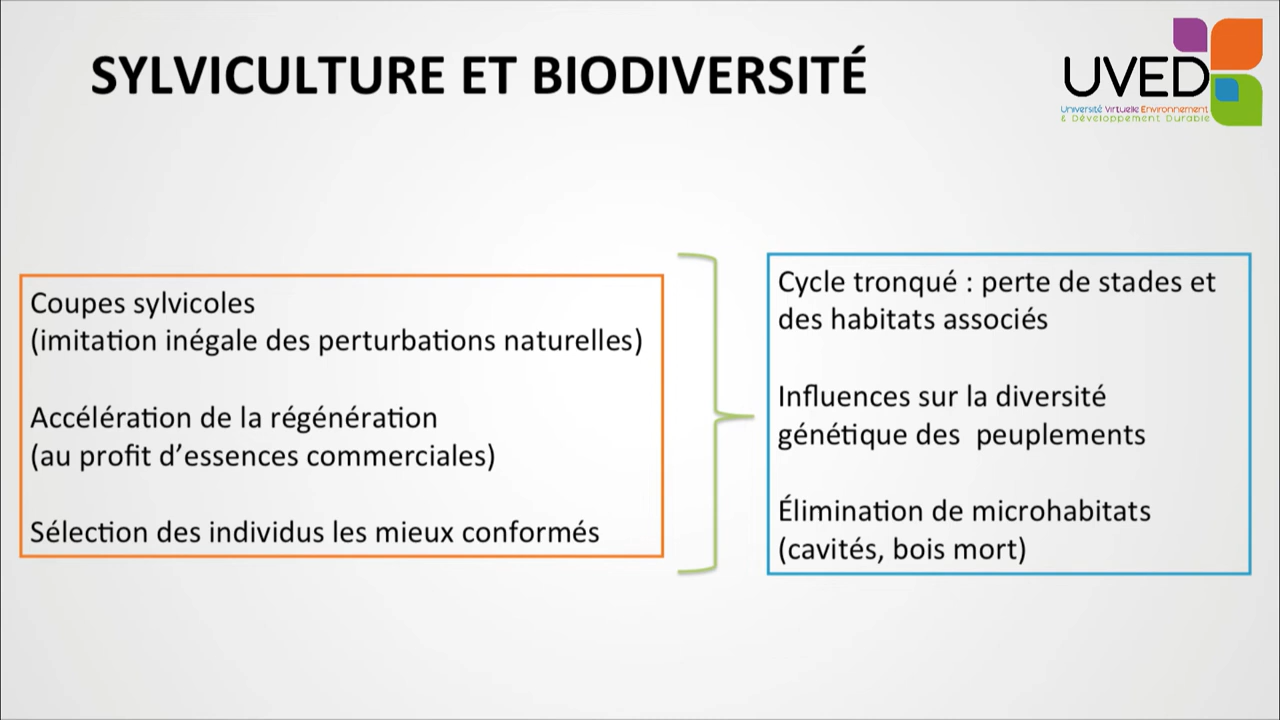 SYLVICULTURE ET BIODIVERSITÉ
UVED
Université Virtuelle Environnement
& Développement Durable
Coupes sylvicoles
(imitation inégale des perturbations naturelles)
Accélération de la régénération
(au profit d’essences commerciales)
Sélection des individus les mieux conformés
Cycle tronqué : perte de stades et
des habitats associés
Influences sur la diversité
génétique des  peuplements
Élimination de microhabitats
(cavités, bois mort)